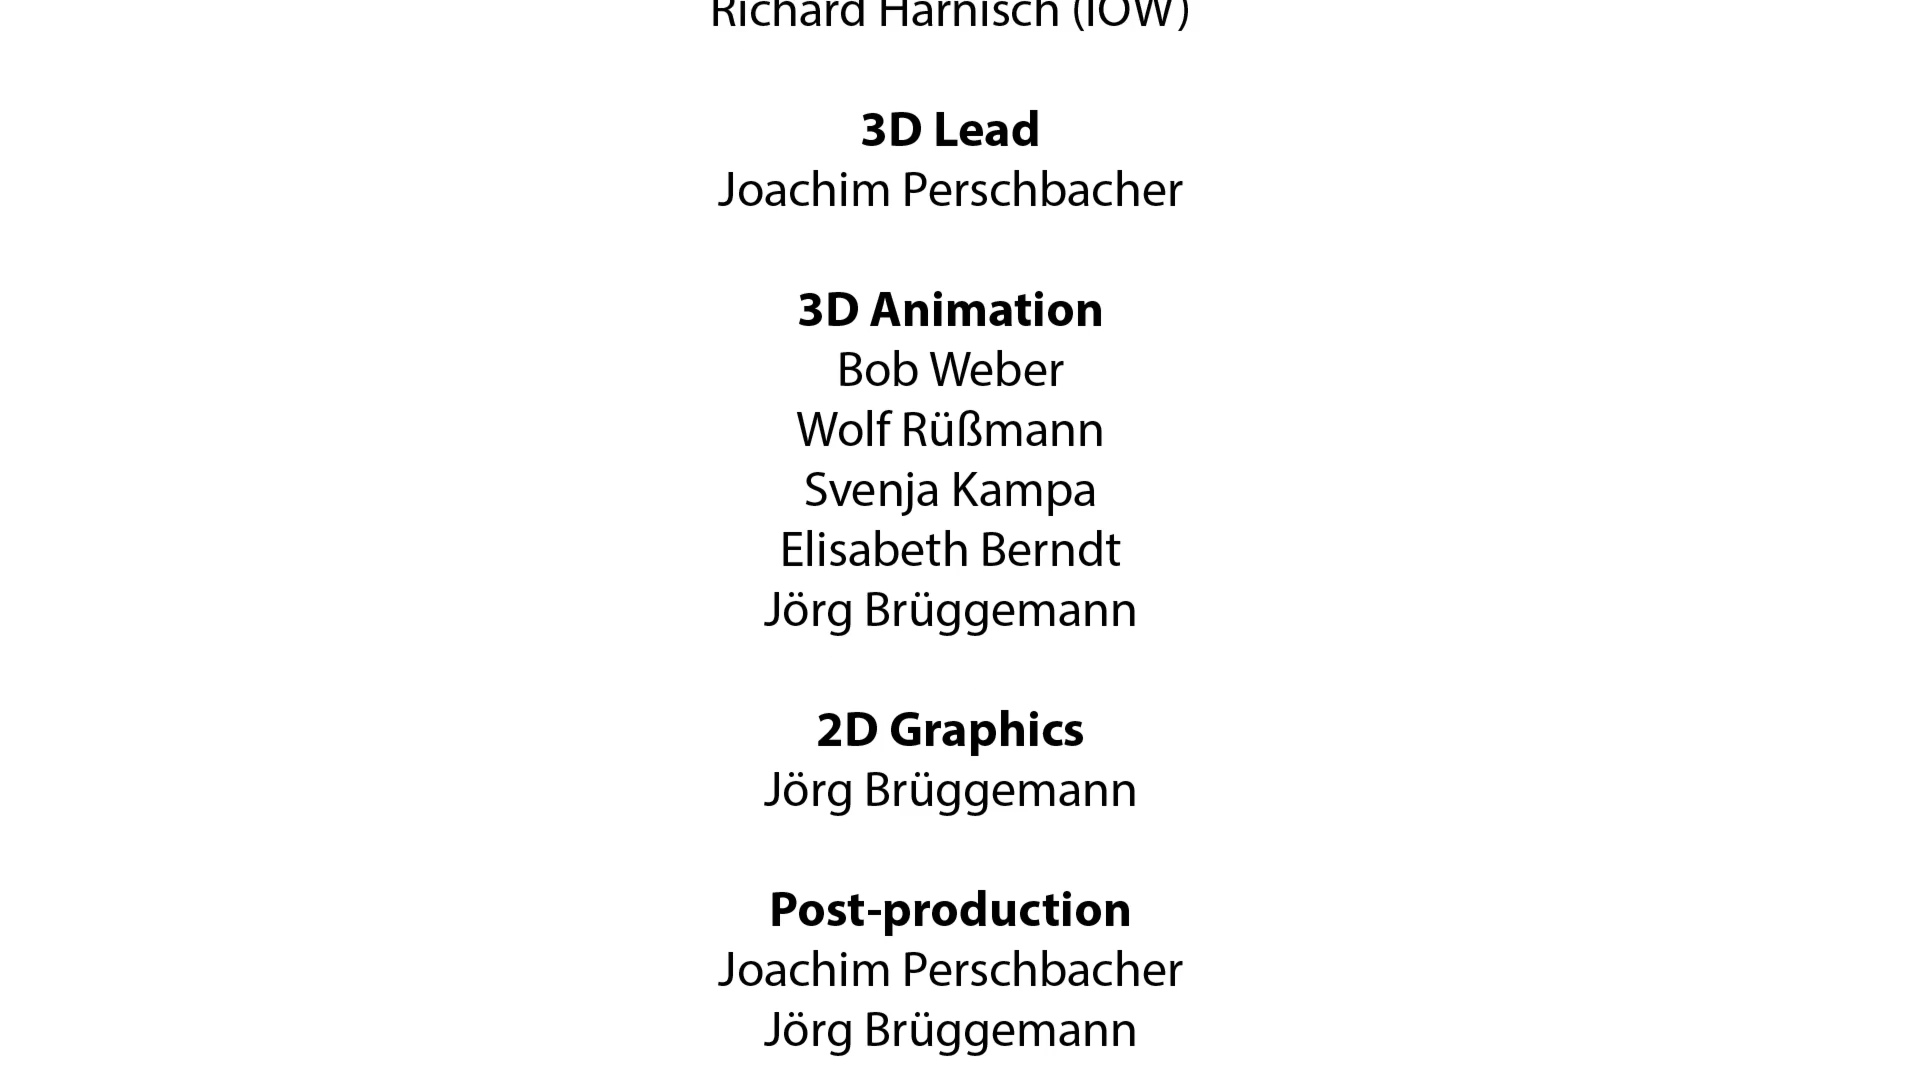 Richard Harnisch (IOW)
3D Lead
Joachim Perschbacher
3D Animation
Bob Weber
Wolf Rüßmann
Svenja Kampa
Elisabeth Berndt
Jörg Brüggemann
2D Graphics
Jörg Brüggemann
Post-production
Joachim Perschbacher
Jörg Brüggemann